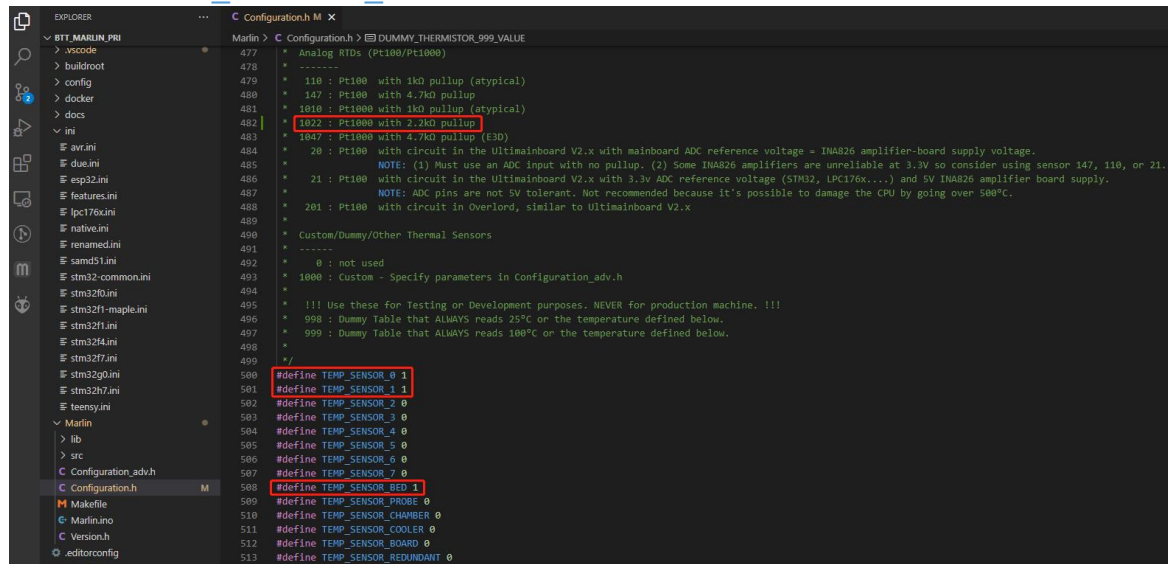 EXPLORER
BTT_MARLIN_PRI
.vscode
buildroot
config
docker
docs
ini
avr.ini
due.ini
esp32.ini
features.ini
lpc176x.ini
native.ini
renamed.ini
samd51.ini
stm32-common.ini
stm32f0.ini
stm32f1-maple.ini
stm32f1.ini
stm32f4.ini
stm32f7.ini
stm32g0.ini
stm32h7.ini
teensy.ini
Marlin
lib
src
Configuration_adv.h
Configuration.h M
Makefile
Marlin.ino
Version.h
.editorconfig
2
Configuration.h M
Marlin > Configuration.h > DUMMY_THERMISTOR_999_VALUE
477 * Analog RTDs (Pt100/Pt1000)
478 * -------
479 * 110 : Pt100 with 1kΩ pullup (atypical)
480 * 147 : Pt100 with 4.7kΩ pullup
481 * 1010 : Pt1000 with 1kΩ pullup (atypical)
482 * 1022 : Pt1000 with 2.2kΩ pullup
483 * 1047 : Pt1000 with 4.7kΩ pullup (E3D)
484 * 20 : Pt100 with circuit in the Ultimainboard V2.x with mainboard ADC reference voltage = INA826 amplifier-board supply voltage.
485 * NOTE: (1) Must use an ADC input with no pullup. (2) Some INA826 amplifiers are unreliable at 3.3V so consider using sensor 147, 110, or 21.
486 * 21 : Pt100 with circuit in the Ultimainboard V2.x with 3.3v ADC reference voltage (STM32, LPC176x....) and 5V INA826 amplifier board supply.
487 * NOTE: ADC pins are not 5V tolerant. Not recommended because it's possible to damage the CPU by going over 500°C.
488 * 201 : Pt100 with circuit in Overlord, similar to Ultimainboard V2.x
489 *
490 * Custom/Dummy/Other Thermal Sensors
491 * ------
492 * 0 : not used
493 * 1000 : Custom - Specify parameters in Configuration_adv.h
494 *
495 * !!! Use these for Testing or Development purposes. NEVER for production machine. !!!
496 * 998 : Dummy Table that ALWAYS reads 25°C or the temperature defined below.
497 * 999 : Dummy Table that ALWAYS reads 100°C or the temperature defined below.
498 *
499 */
500 #define TEMP_SENSOR_0 1
501 #define TEMP_SENSOR_1 1
502 #define TEMP_SENSOR_2 0
503 #define TEMP_SENSOR_3 0
504 #define TEMP_SENSOR_4 0
505 #define TEMP_SENSOR_5 0
506 #define TEMP_SENSOR_6 0
507 #define TEMP_SENSOR_7 0
508 #define TEMP_SENSOR_BED 1
509 #define TEMP_SENSOR_PROBE 0
510 #define TEMP_SENSOR_CHAMBER 0
511 #define TEMP_SENSOR_COOLER 0
512 #define TEMP_SENSOR_BOARD 0
513 #define TEMP_SENSOR_REDUNDANT 0